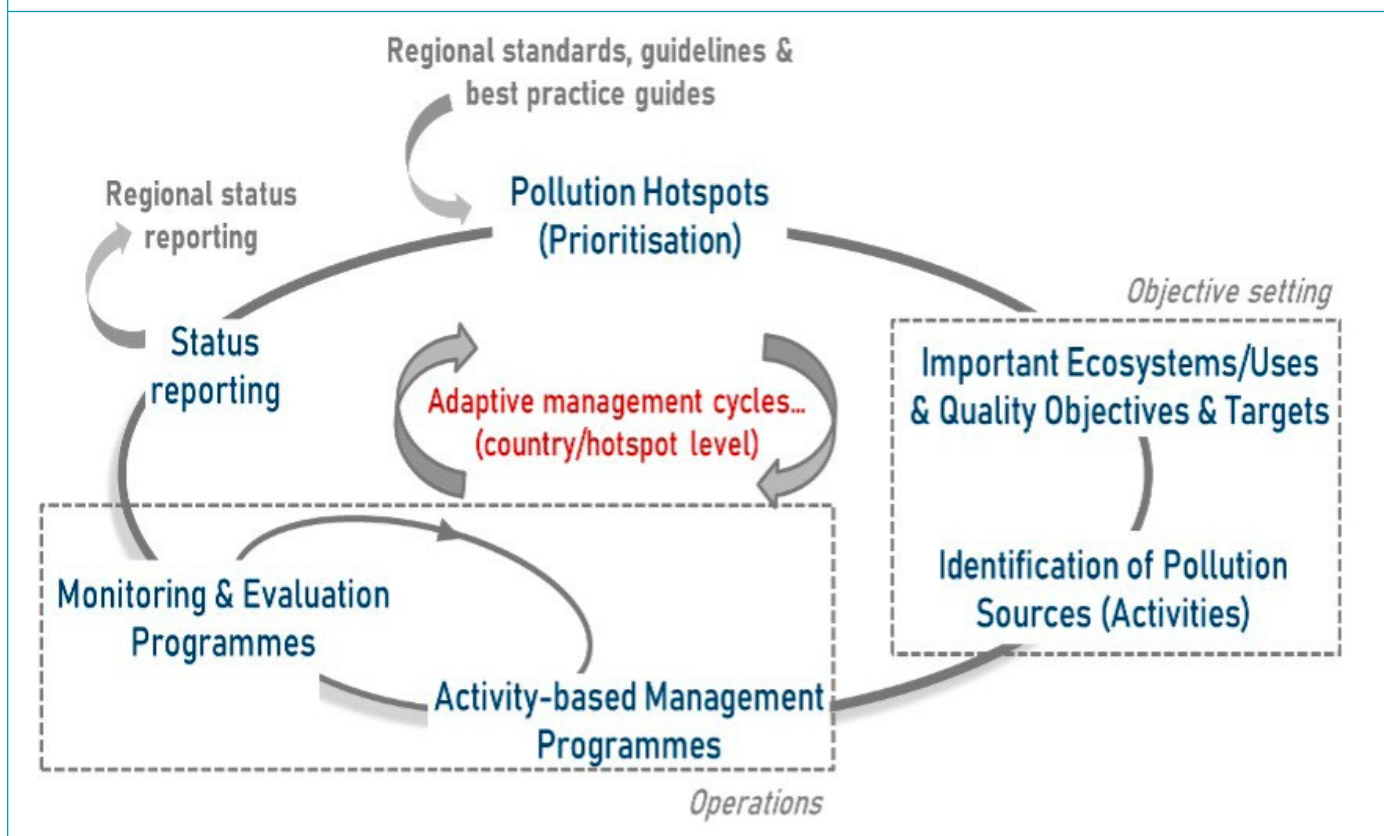 Regional standards, guidelines &
best practice guides
Regional status
reporting
Pollution Hotspots
(Prioritisation)
Objective setting
Status
reporting
Important Ecosystems/Uses
& Quality Objectives & Targets
Adaptive management cycles...
(country/hotspot level)
Identification of Pollution
Sources (Activities)
Monitoring & Evaluation
Programmes
Activity-based Management
Programmes
Operations